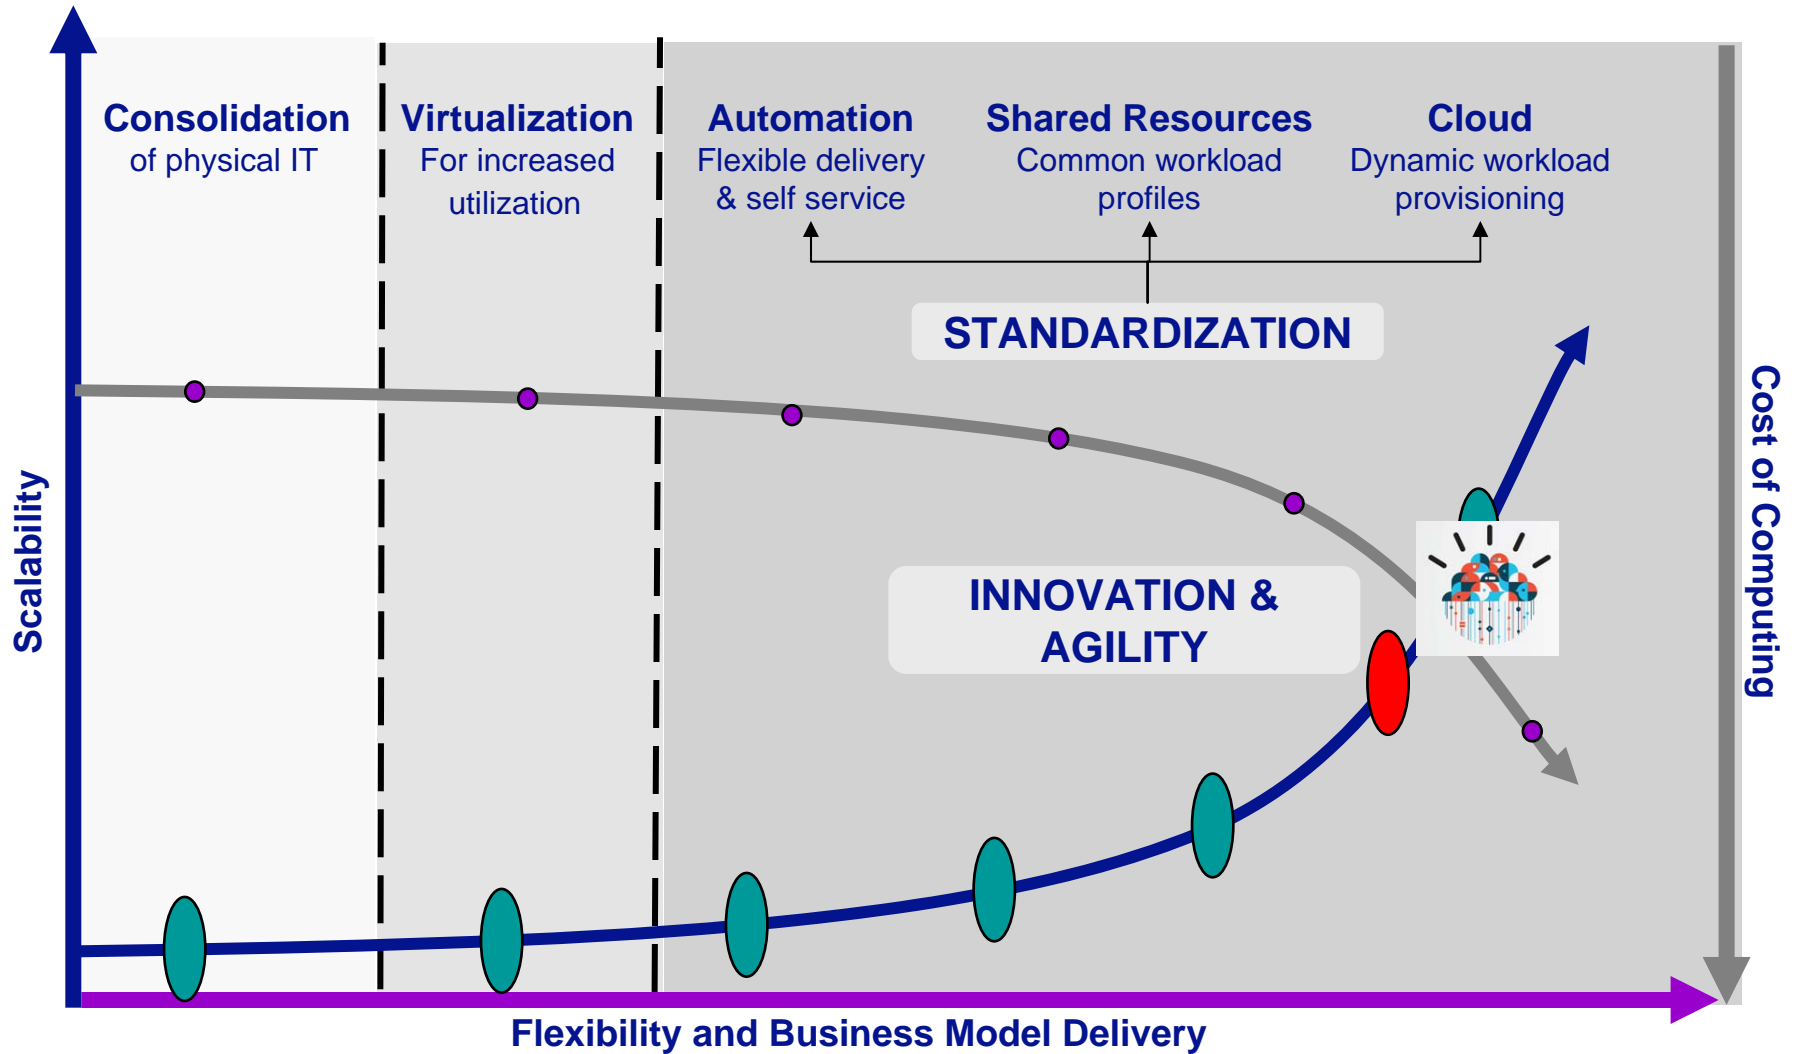 Consolidation
of physical IT
Virtualization
For increased
utilization
Automation
Flexible delivery
& self service
Shared Resources
Common workload
profiles
Cloud
Dynamic workload
provisioning
STANDARDIZATION
INNOVATION &
AGILITY
Scalability
Cost of Computing
Flexibility and Business Model Delivery